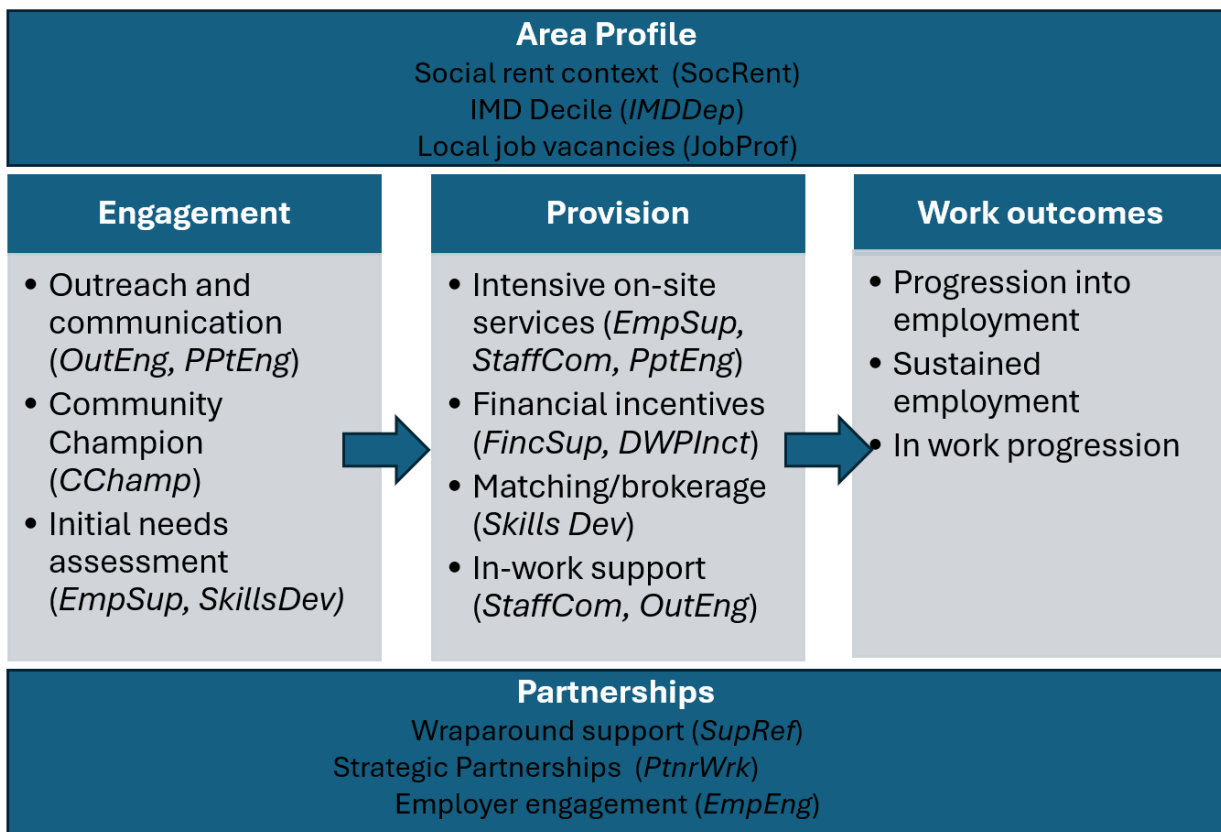 Area Profile
Social rent context  (SocRent)
IMD Decile (IMDDep)
Local job vacancies (JobProf)
Engagement
• Outreach and
communication
(OutEng, PPtEng)
• Community
Champion
(CChamp)
• Initial needs
assessment
(EmpSup, SkillsDev)
Provision
• Intensive on-site
services (EmpSup,
StaffCom, PptEng)
• Financial incentives
(FincSup, DWPInct)
• Matching/brokerage
(Skills Dev)
• In-work support
(StaffCom, OutEng)
Work outcomes
• Progression into
employment
• Sustained
employment
• In work progression
Partnerships
Wraparound support (SupRef)
Strategic Partnerships  (PtnrWrk)
Employer engagement (EmpEng)